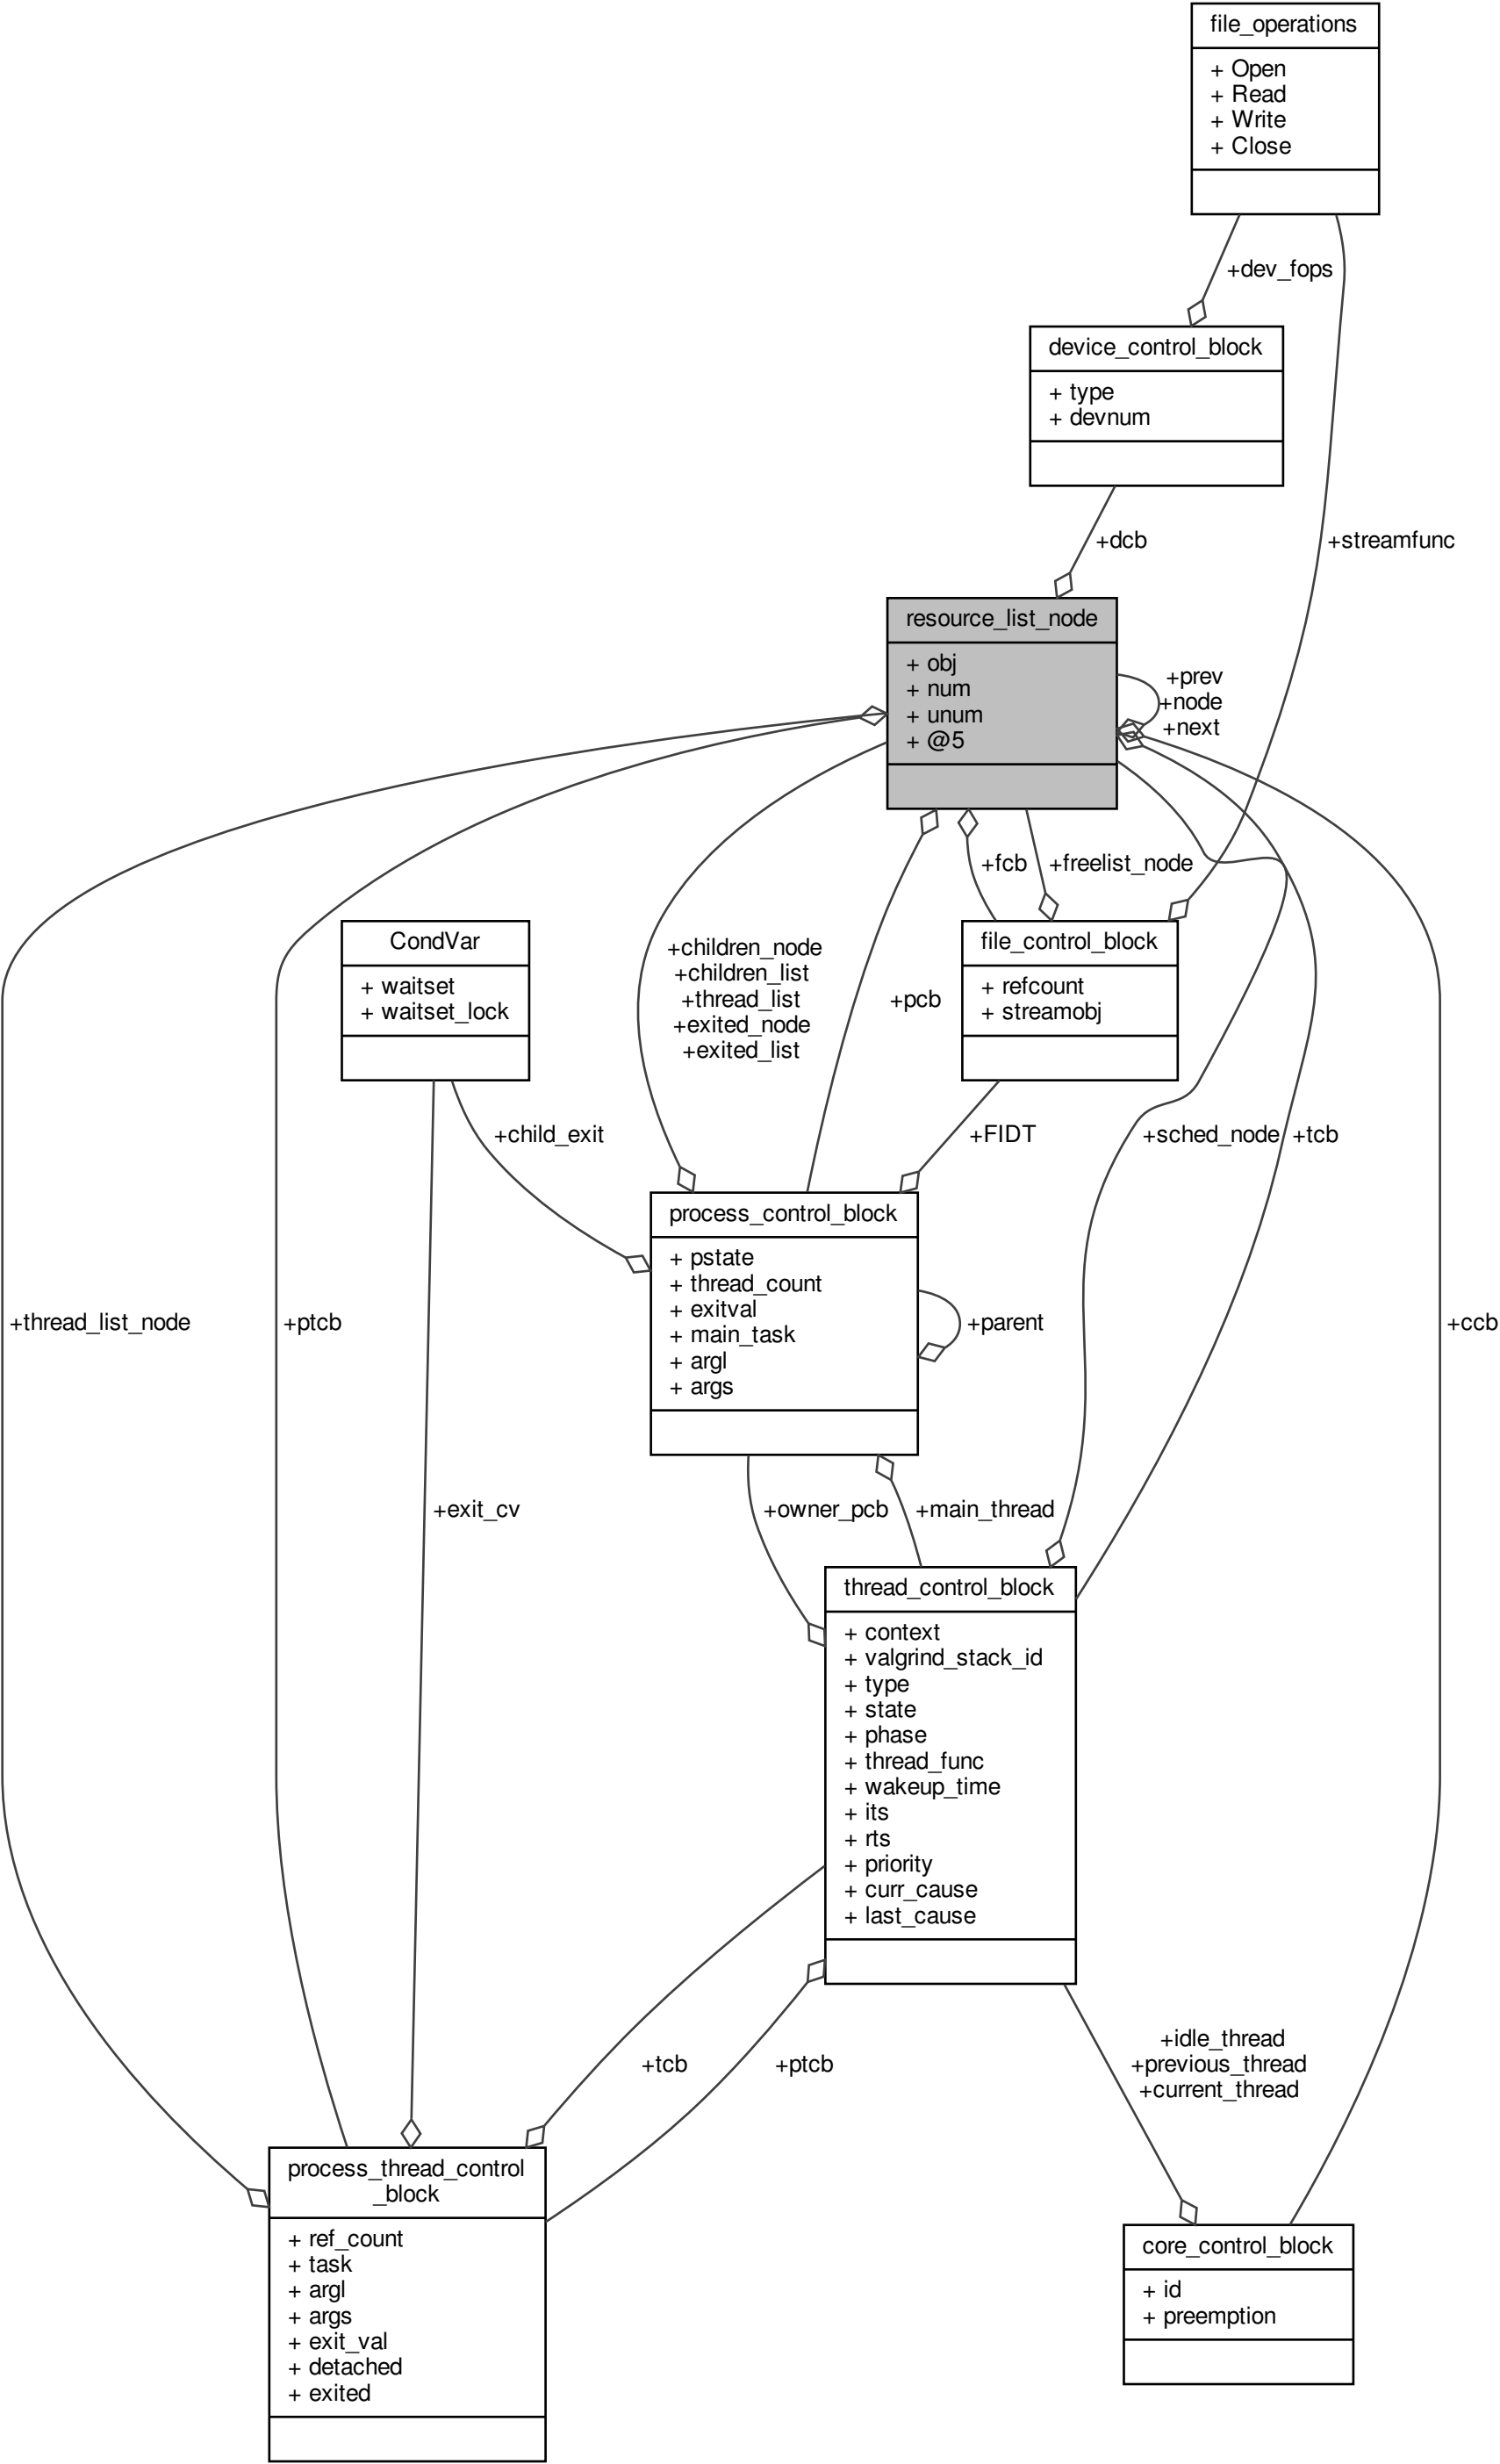 file_operations
+ Open
+ Read
+ Write
+ Close
+dev_fops
device_control_block
+ type
+ devnum
+dcb
+streamfunc
resource_list_node
+ obj
+ num
+ unum
+ @5
+prev
+node
+next
+fcb
+freelist_node
CondVar
+ waitset
+ waitset_lock
+children_node
+children_list
+thread_list
+exited_node
+exited_list
+pcb
file_control_block
+ refcount
+ streamobj
+child_exit
+FIDT
+sched_node
+tcb
process_control_block
+ pstate
+ thread_count
+ exitval
+ main_task
+ argl
+ args
+parent
+thread_list_node
+ptcb
+ccb
+exit_cv
+owner_pcb
+main_thread
thread_control_block
+ context
+ valgrind_stack_id
+ type
+ state
+ phase
+ thread_func
+ wakeup_time
+ its
+ rts
+ priority
+ curr_cause
+ last_cause
+tcb
+ptcb
+idle_thread
+previous_thread
+current_thread
process_thread_control
_block
+ ref_count
+ task
+ argl
+ args
+ exit_val
+ detached
+ exited
core_control_block
+ id
+ preemption